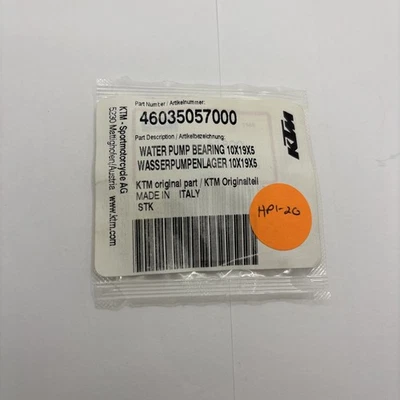 Part Number / Artikelnummer:
46035057000
KTM
Part Description / Artikelbezeichnung:
WATER PUMP BEARING 10X19X5
WASSERPUMPENLAGER 10X19X5
KTM original part / KTM Originalteil
MADE IN ITALY
STK
HP1-20
KTM - Sportmotorcycle AG
5230 Mattighofen/Austria www.ktm.com